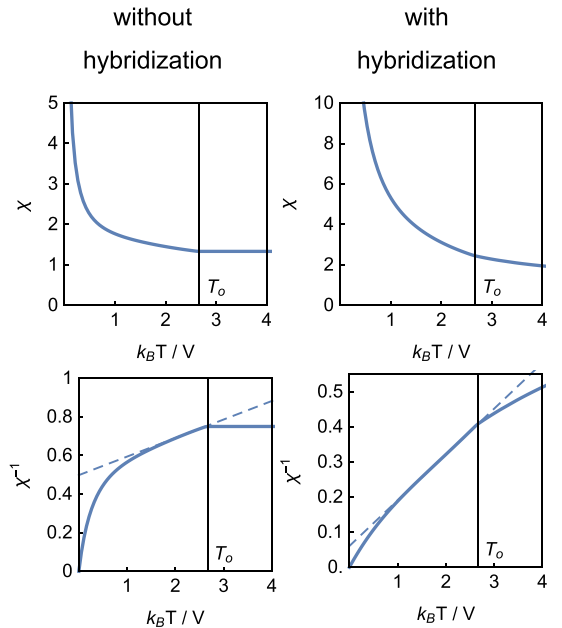 without
hybridization
with
hybridization
5
4
3
2
1
0
χ
T_o
1
2
3
4
k_BT / V
10
8
6
4
2
0
χ
T_o
1
2
3
4
k_BT / V
1
0.8
0.6
0.4
0.2
0
χ⁻¹
T_o
1
2
3
4
k_BT / V
0.5
0.4
0.3
0.2
0.1
0.
χ⁻¹
T_o
1
2
3
4
k_BT / V